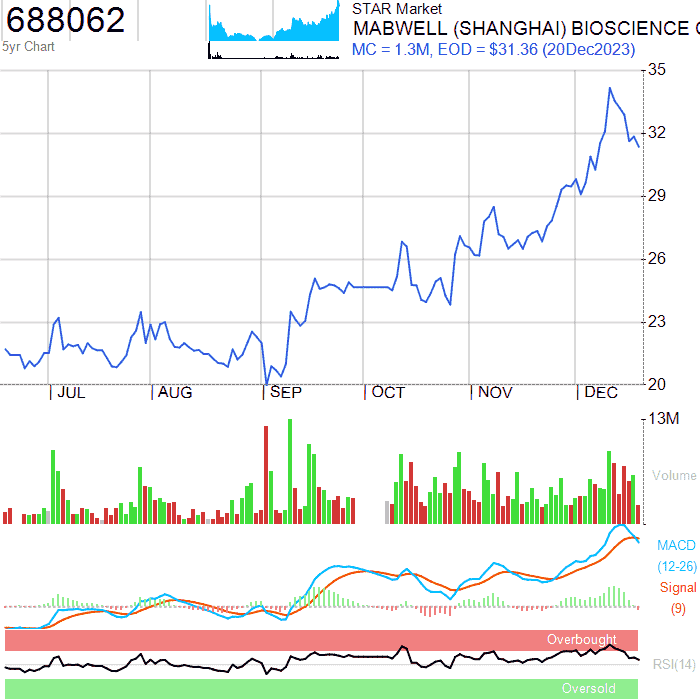 688062
5yr Chart
STAR Market
MABWELL (SHANGHAI) BIOSCIENCE
MC = 1.3M, EOD = $31.36 (20Dec2023)
35
32
29
26
23
20
JUL AUG SEP OCT NOV DEC
13M
Volume
MACD
(12-26)
Signal
(9)
Overbought
RSI(14)
Oversold